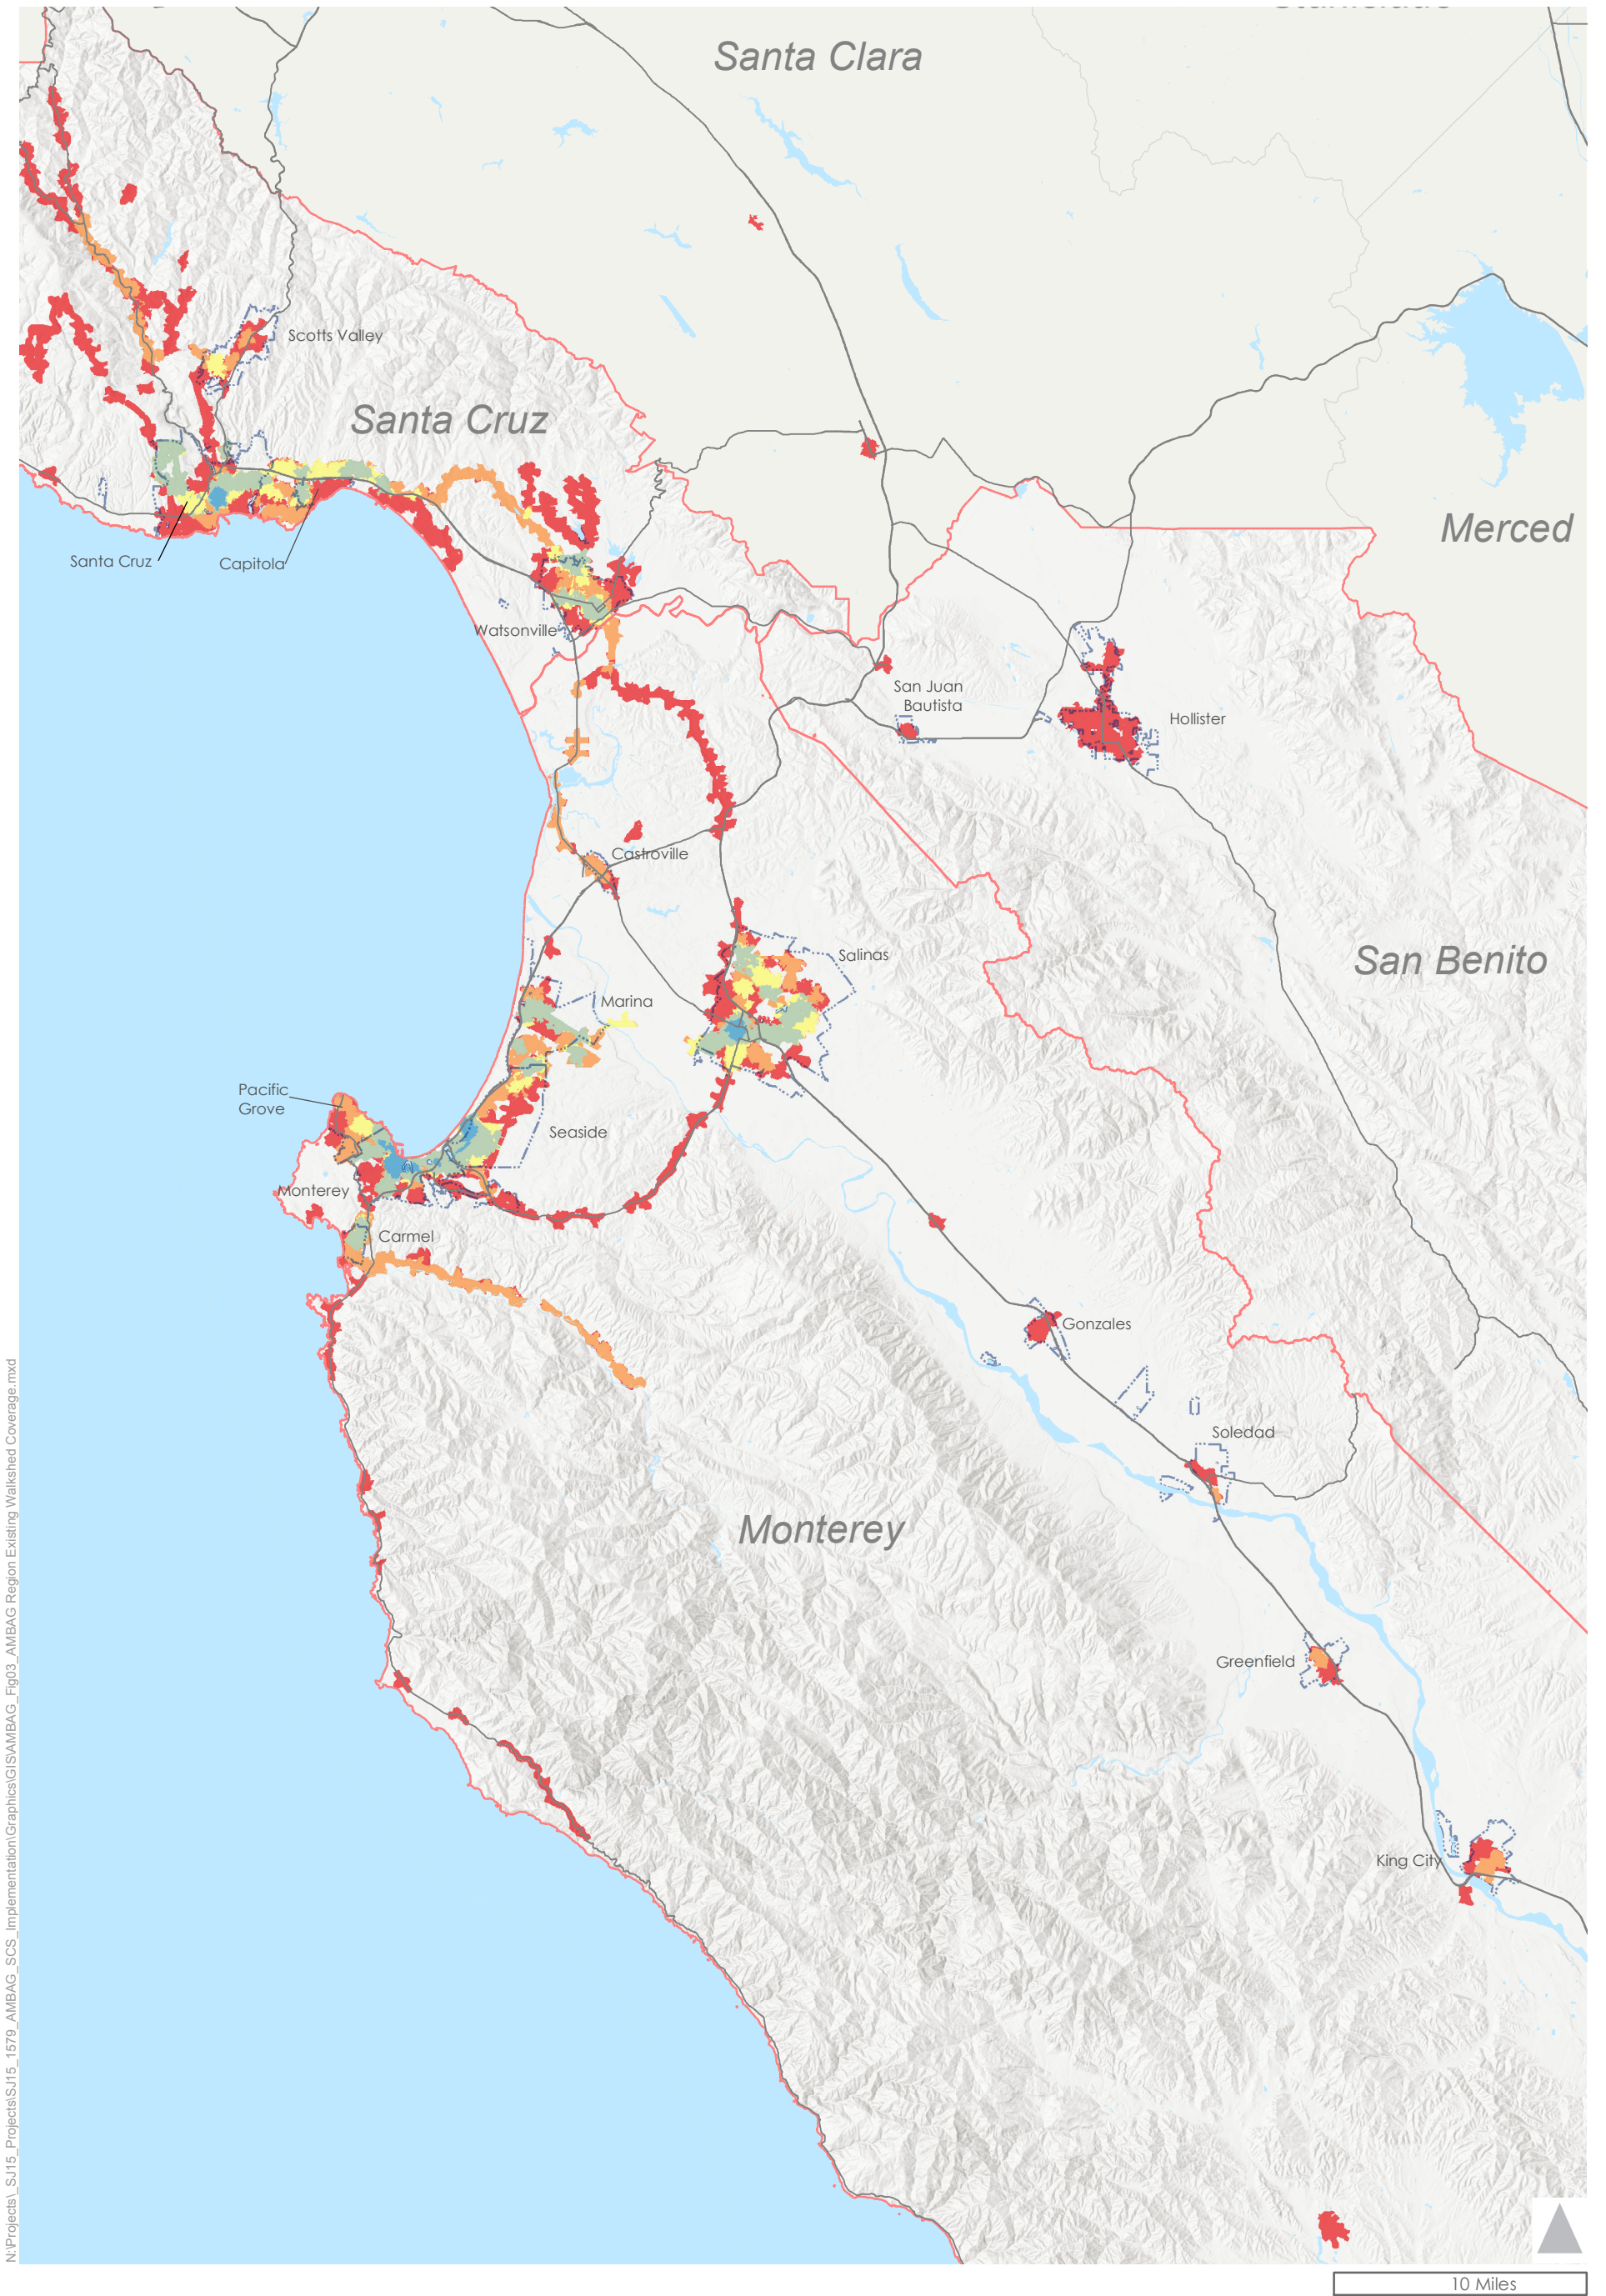 Santa Clara
Scotts Valley
Santa Cruz
Merced
Santa Cruz
Capitola
Watsonville
San Juan
Bautista
Hollister
Castroville
Salinas
San Benito
Marina
Pacific
Grove
Seaside
Monterey
Carmel
Gonzales
Soledad
Monterey
Greenfield
King City
N:\Projects\_SJ15_Projects\SJ15_1579_AMBAG_SCS_Implementation\Graphics\GIS\AMBAG_Fig03_AMBAG Region Existing Walkshed Coverage.mxd
10 Miles